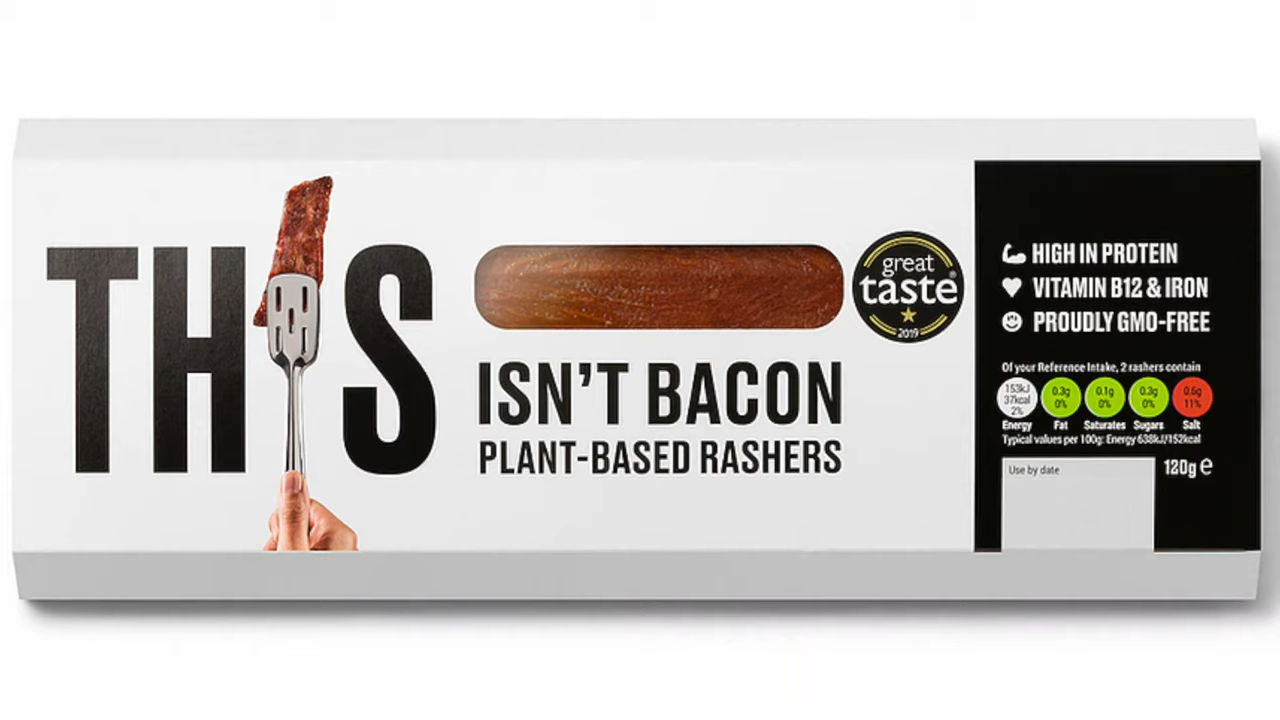 THIS
ISN'T BACON
PLANT-BASED RASHERS
great
taste
®
2019
HIGH IN PROTEIN
VITAMIN B12 & IRON
PROUDLY GMO-FREE
Of your Reference Intake, 2 rashers contain
153kJ 37kcal 2%
0.3g 0%
0.1g 0%
0.3g 0%
0.6g 11%
Energy Fat Saturates Sugars Salt
Typical values per 100g: Energy 638kJ/152kcal
Use by date
120g e